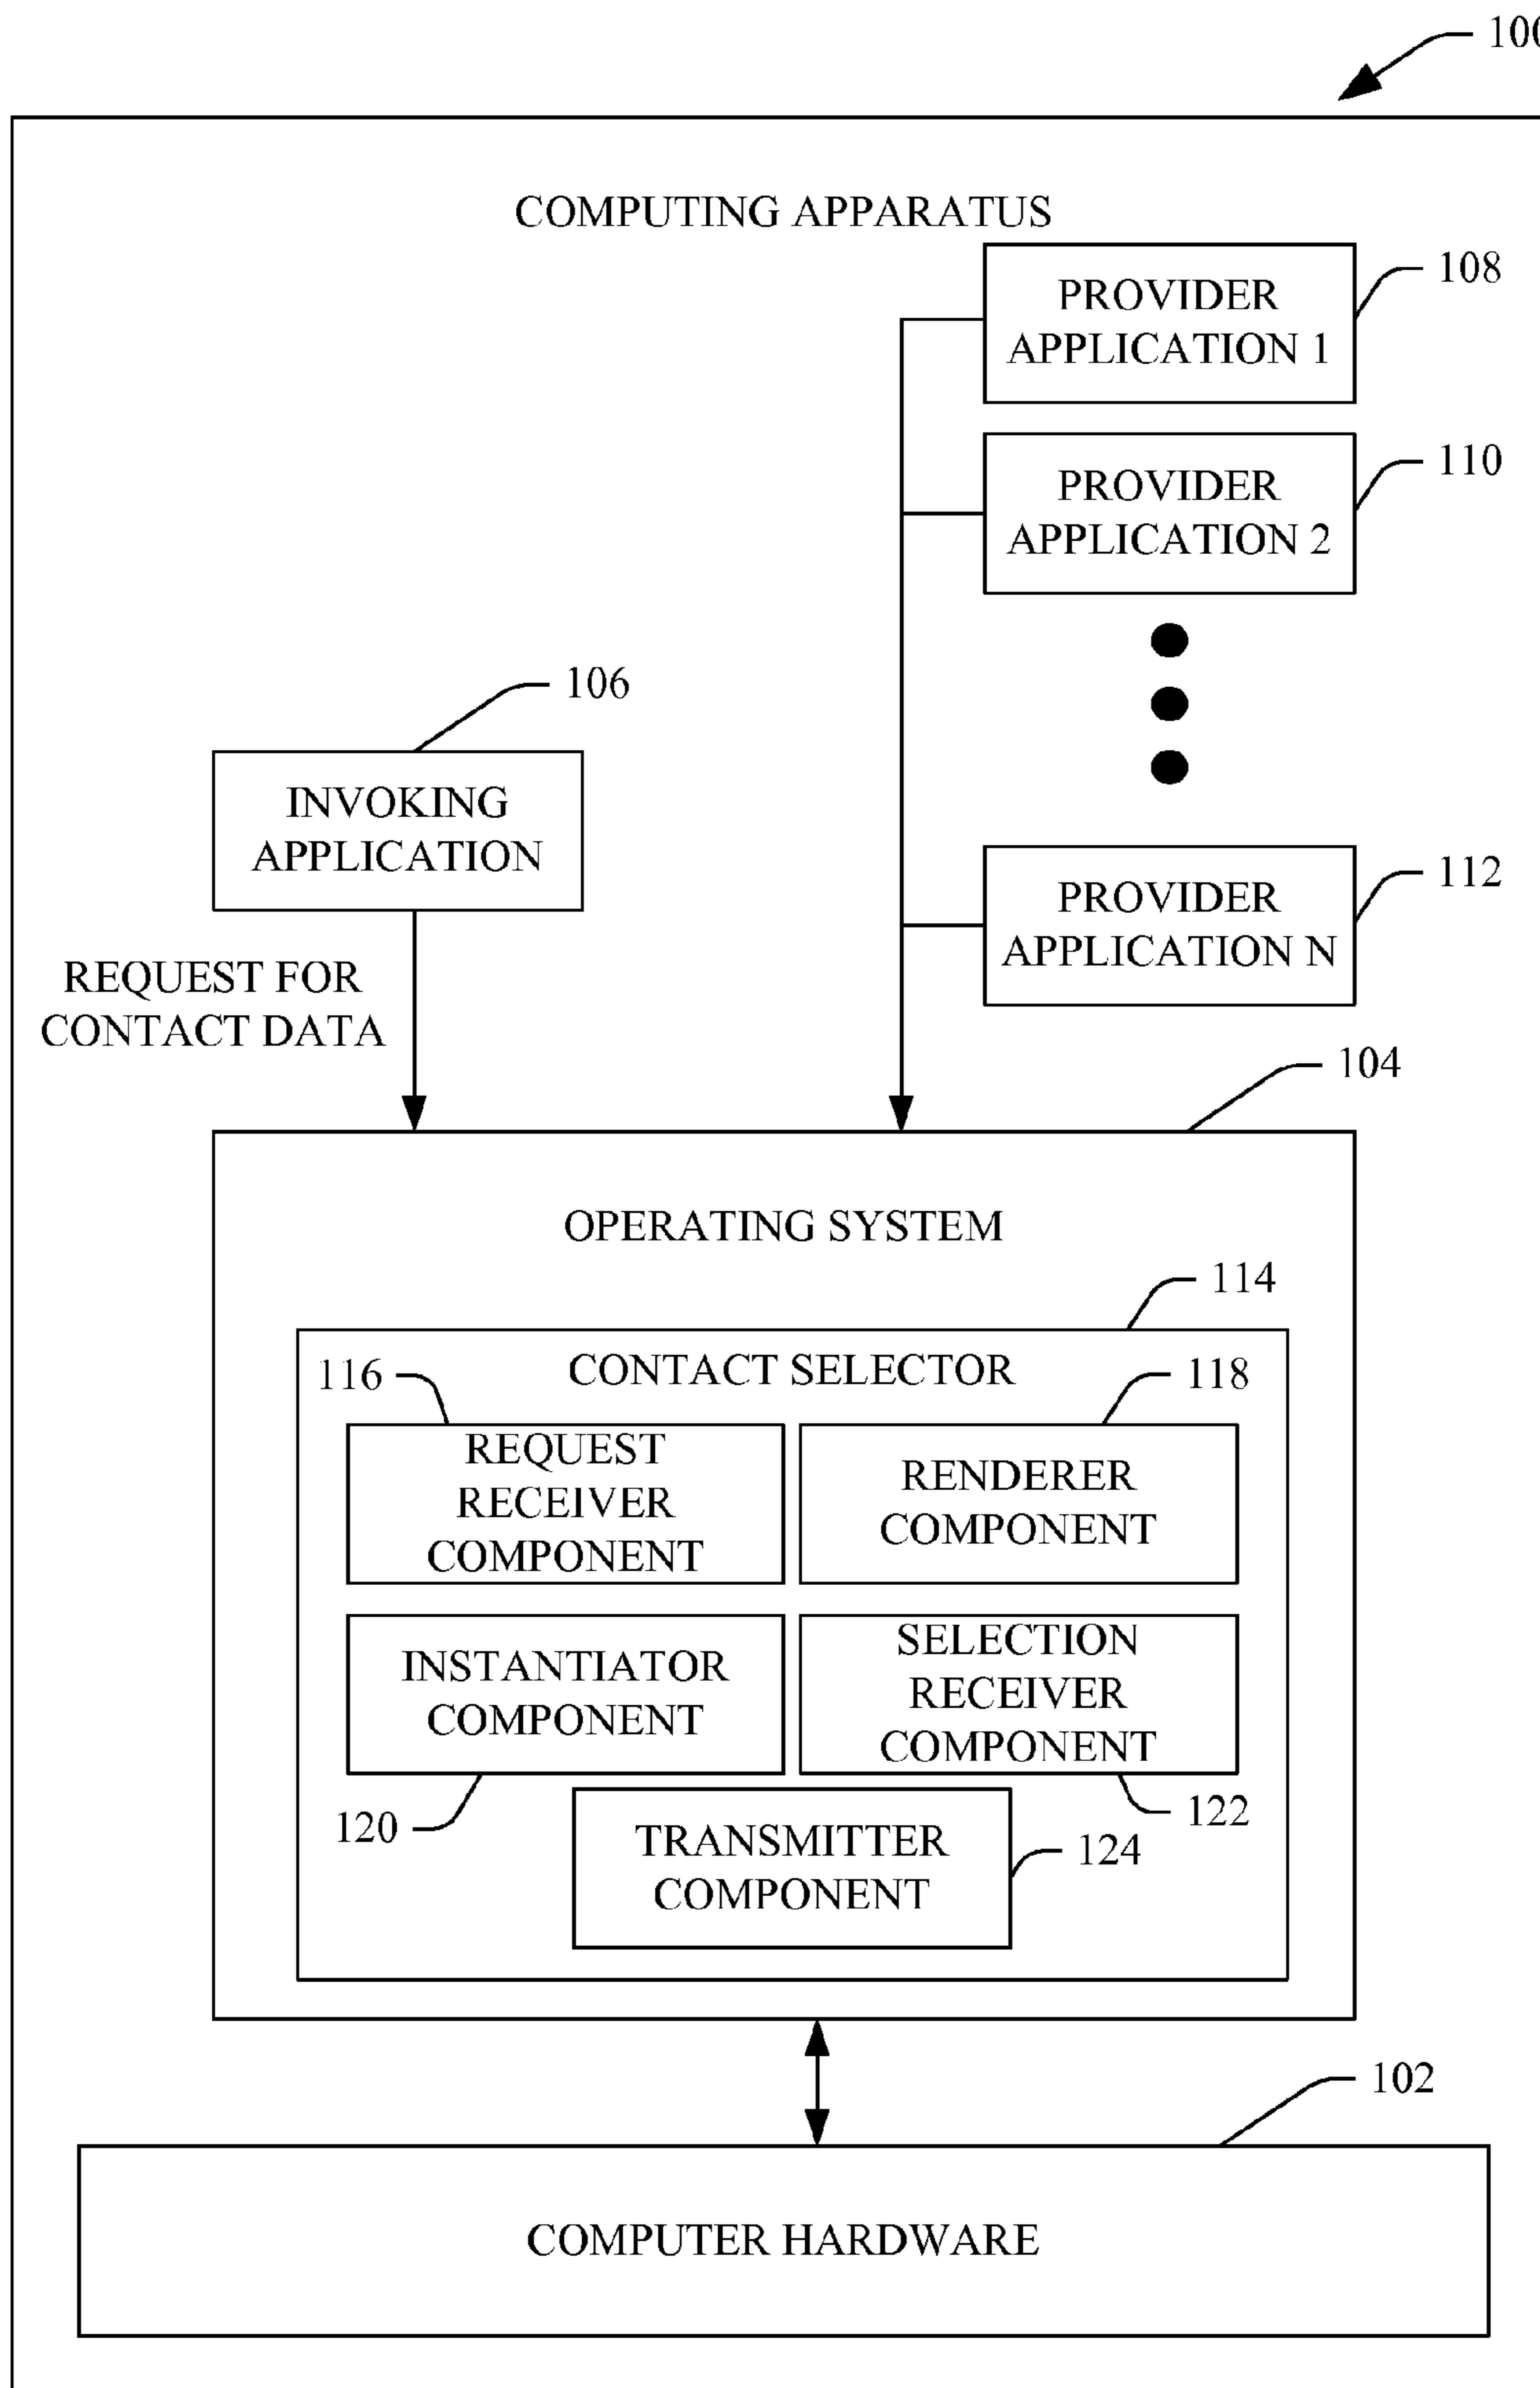 100
COMPUTING APPARATUS
PROVIDER
APPLICATION 1
108
PROVIDER
APPLICATION 2
110
106
INVOKING
APPLICATION
PROVIDER
APPLICATION N
112
REQUEST FOR
CONTACT DATA
104
OPERATING SYSTEM
114
CONTACT SELECTOR
116
118
REQUEST
RECEIVER
COMPONENT
RENDERER
COMPONENT
INSTANTIATOR
COMPONENT
SELECTION
RECEIVER
COMPONENT
120
122
TRANSMITTER
COMPONENT
124
102
COMPUTER HARDWARE